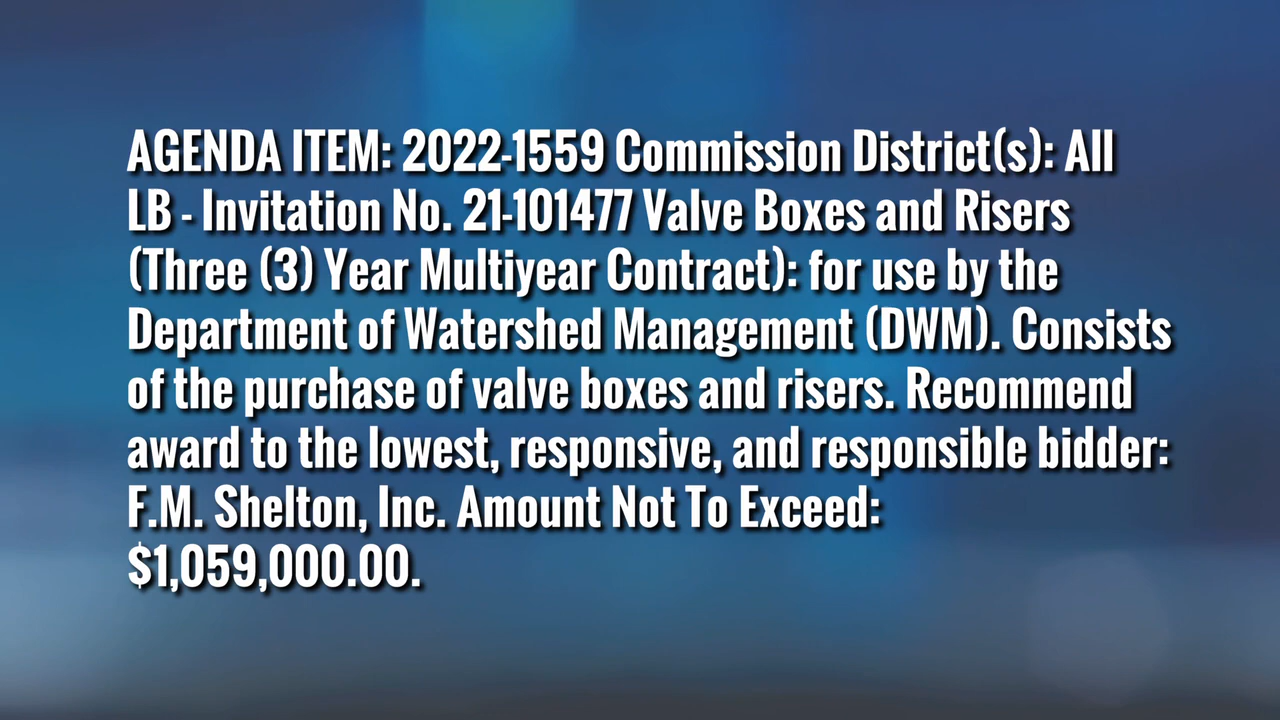 AGENDA ITEM: 2022-1559 Commission District(s): All
LB - Invitation No. 21-101477 Valve Boxes and Risers
(Three (3) Year Multiyear Contract): for use by the
Department of Watershed Management (DWM). Consists
of the purchase of valve boxes and risers. Recommend
award to the lowest, responsive, and responsible bidder:
F.M. Shelton, Inc. Amount Not To Exceed:
$1,059,000.00.